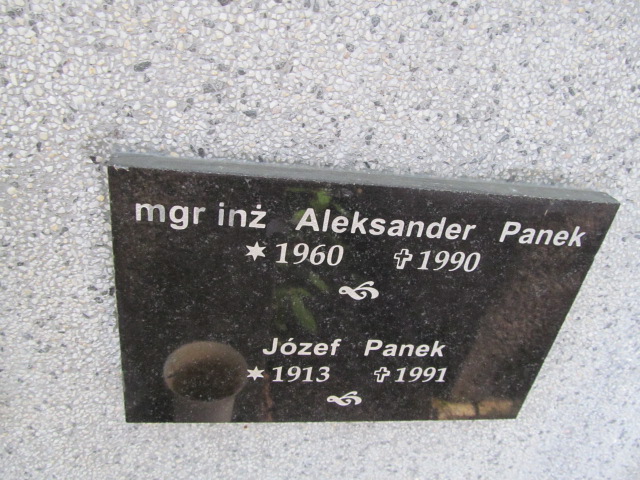 mgr inż Aleksander Panek
✶ 1960 ✞ 1990
Józef Panek
✶ 1913 ✞ 1991